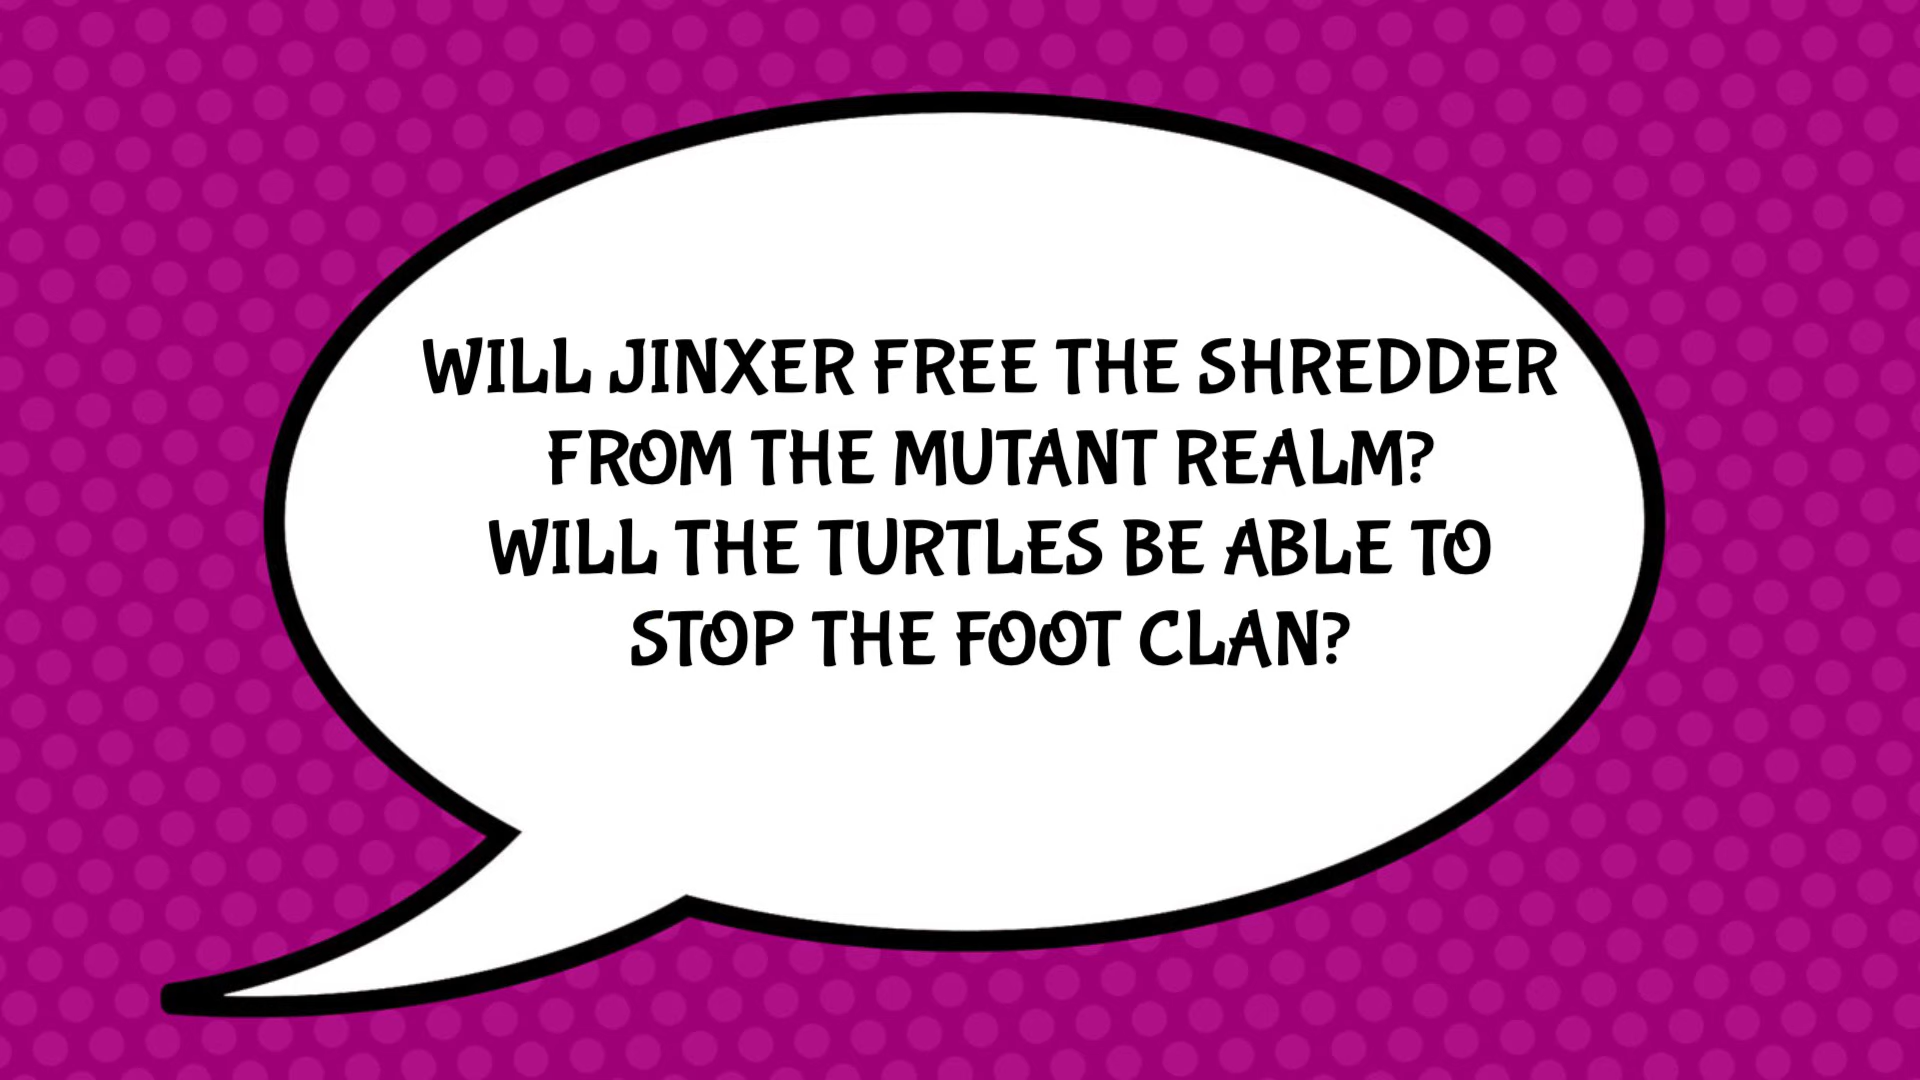 WILL JINXER FREE THE SHREDDER
FROM THE MUTANT REALM?
WILL THE TURTLES BE ABLE TO
STOP THE FOOT CLAN?